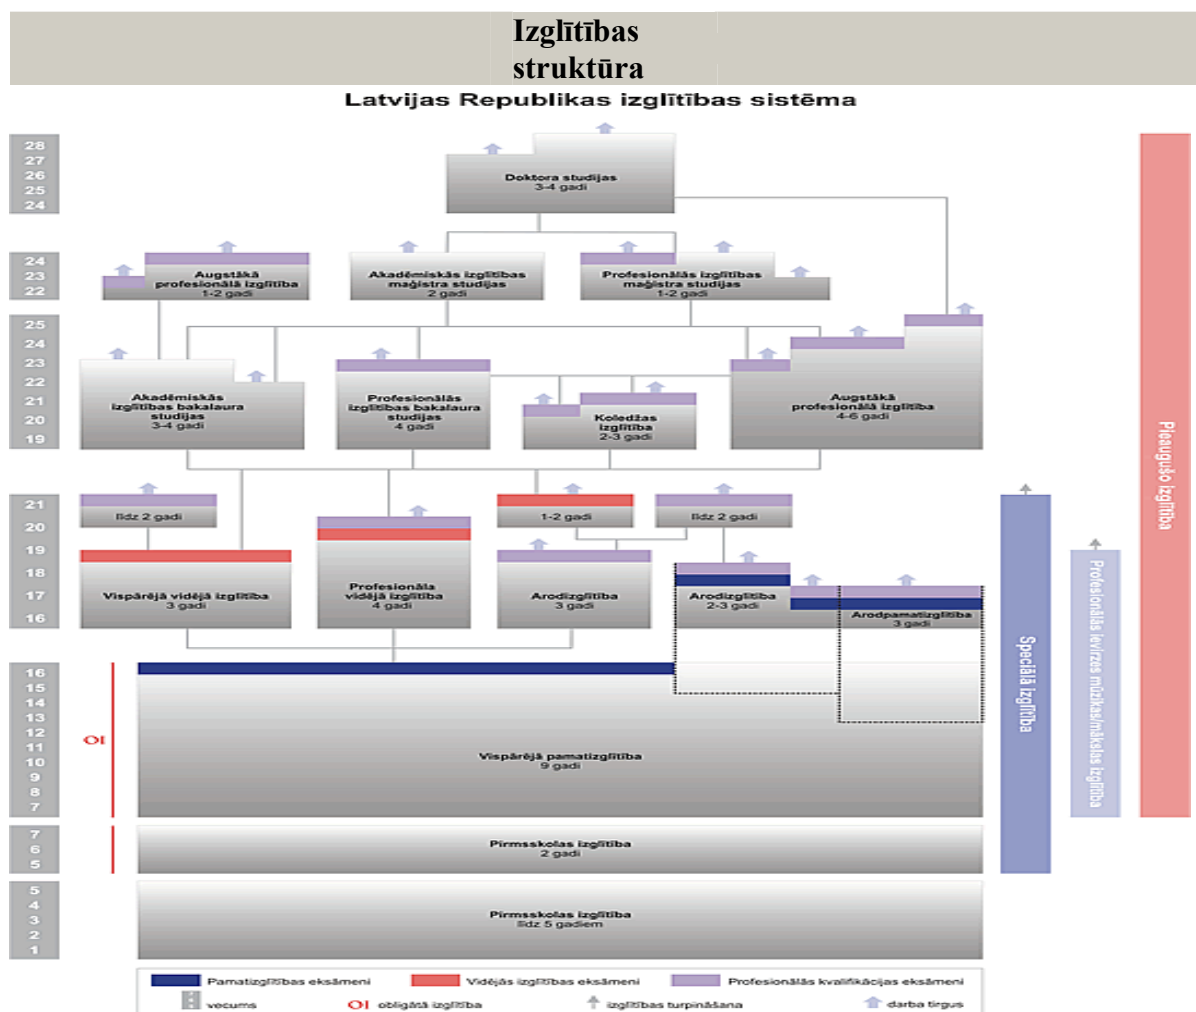 Izglītības
struktūra
Latvijas Republikas izglītības sistēma
28
27
26
25
24
Doktora studijas
3-4 gadi
24
23
22
Augstākā
profesionālā izglītība
1-2 gadi
Akadēmiskās izglītības
maģistra studijas
2 gadi
Profesionālās izglītības
maģistra studijas
1-2 gadi
25
24
23
22
21
20
19
Akadēmiskās
izglītības bakalaura
studijas
3-4 gadi
Profesionālās
izglītības bakalaura
studijas
4 gadi
Koledžas
izglītība
2-3 gadi
Augstākā
profesionālā izglītība
4-6 gadi
21
20
19
18
17
16
līdz 2 gadi
1-2 gadi
līdz 2 gadi
Vispārējā vidējā izglītība
3 gadi
Profesionāla
vidējā izglītība
4 gadi
Arodizglītība
3 gadi
Arodizglītība
2-3 gadi
Arodpamatizglītība
3 gadi
16
15
14
13
12
11
10
9
8
7
OI
Vispārējā pamatizglītība
9 gadi
7
6
5
Pirmsskolas izglītība
2 gadi
5
4
3
2
1
Pirmsskolas izglītība
līdz 5 gadiem
Speciālā izglītība
Profesionālās ievirzes mūzikas/mākslas izglītība
Pieaugušo izglītība
Pamatizglītības eksāmeni
Vidējās izglītības eksāmeni
Profesionālās kvalifikācijas eksāmeni
vecums
OI obligātā izglītība
izglītības turpināšana
darba tirgus